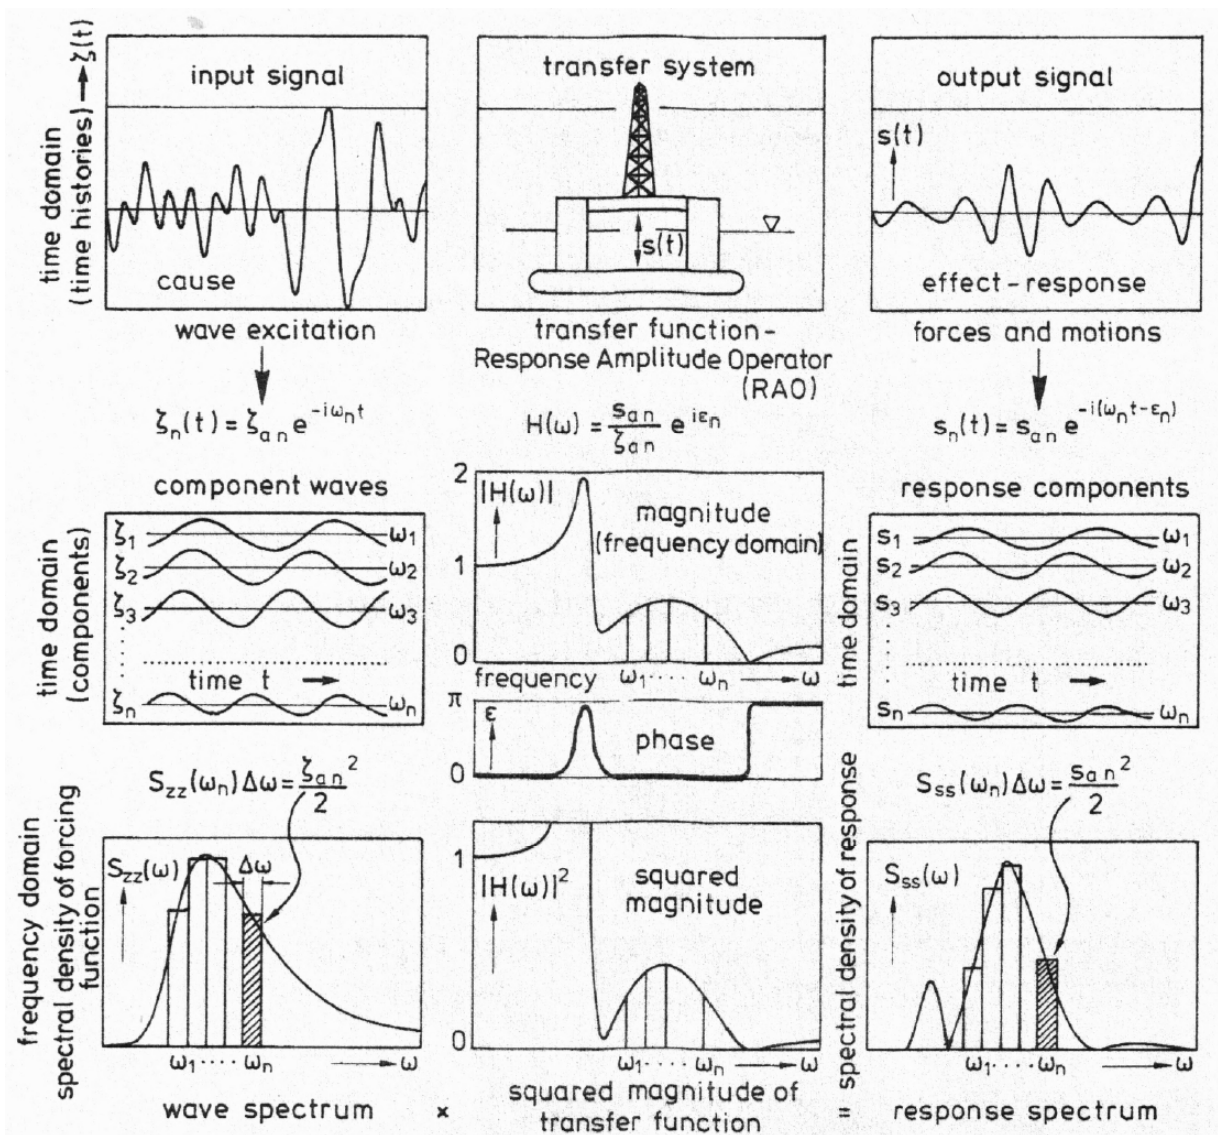 time domain
(time histories) → ζ(t)
input signal
cause
wave excitation
transfer system
s(t)
transfer function –
Response Amplitude Operator
(RAO)
output signal
s(t)
effect – response
forces and motions
ζn(t) = ζan e^-iωnt
H(ω) = san/ζan e^iεn
sn(t) = san e^-i(ωnt-εn)
time domain
(components)
component waves
ζ1 ω1
ζ2 ω2
ζ3 ω3
time t →
ζn ωn
2
|H(ω)|
magnitude
(frequency domain)
1
0
frequency ω1 ····· ωn → ω
π
ε
phase
0
time domain
response components
s1 ω1
s2 ω2
s3 ω3
time t →
sn ωn
frequency domain
spectral density of forcing
function
Szz(ωn)Δω = ζan²/2
Szz(ω)
Δω
ω1 ····· ωn → ω
wave spectrum
×
1
|H(ω)|²
squared
magnitude
0
ω1 ····· ωn → ω
squared magnitude of
transfer function
=
spectral density of response
Sss(ωn)Δω = san²/2
Sss(ω)
ω1 ····· ωn → ω
response spectrum